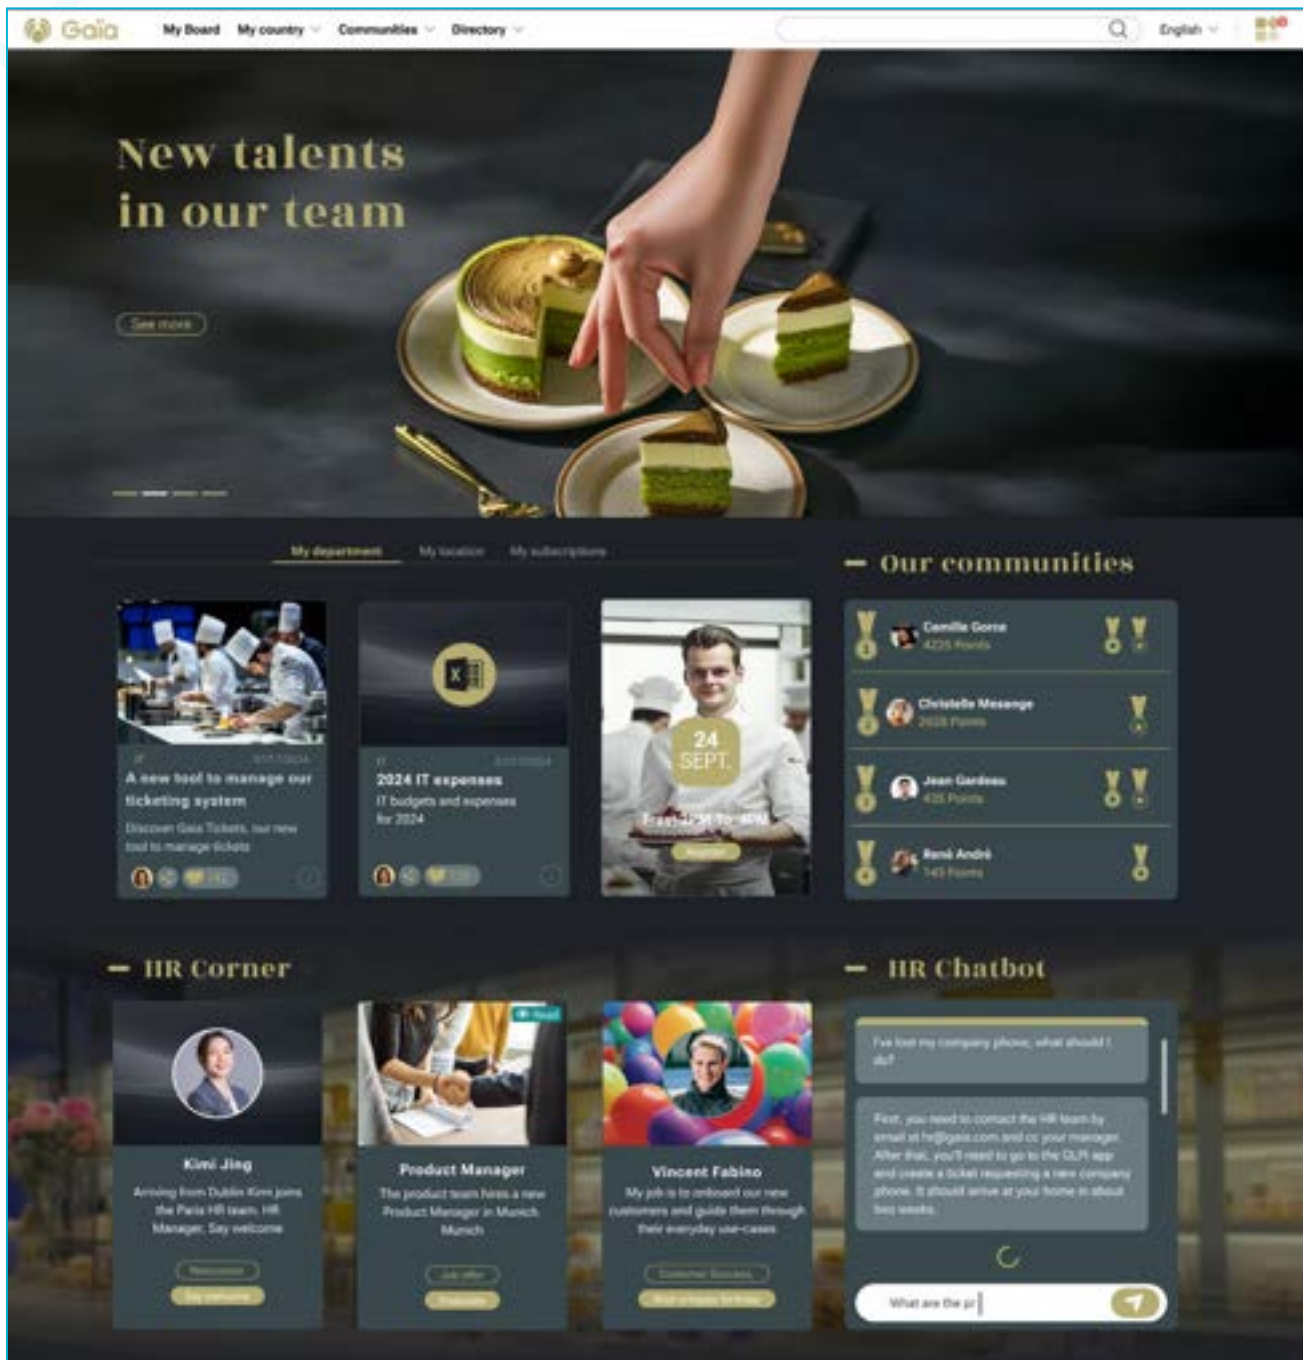 Gaïa
My Board My country Communities Directory
English
New talents
in our team
See more
My department My location My subscriptions
Our communities
IT
A new tool to manage our
ticketing system
Discover Gaia Tickets, our new
tool to manage tickets
IT
2024 IT expenses
IT budgets and expenses
for 2024
24
SEPT.
Camille Gorce
4225 Points
Christelle Mesange
2628 Points
Jean Gardeau
435 Points
René André
145 Points
HR Corner
Kimi Jing
Arriving from Dublin Kimi joins
the Paris HR team. HR
Manager. Say welcome
Newcomer
Say welcome
Read
Product Manager
The product team hires a new
Product Manager in Munich.
Munich
Job offer
Vincent Fabino
My job is to onboard our new
customers and guide them through
their everyday use-cases
Customer Success
HR Chatbot
I've lost my company phone, what should I
do?
First, you need to contact the HR team by
email at hr@gaia.com and cc your manager.
After that, you'll need to go to the GLPI app
and create a ticket requesting a new company
phone. It should arrive at your home in about
two weeks.
What are the pr